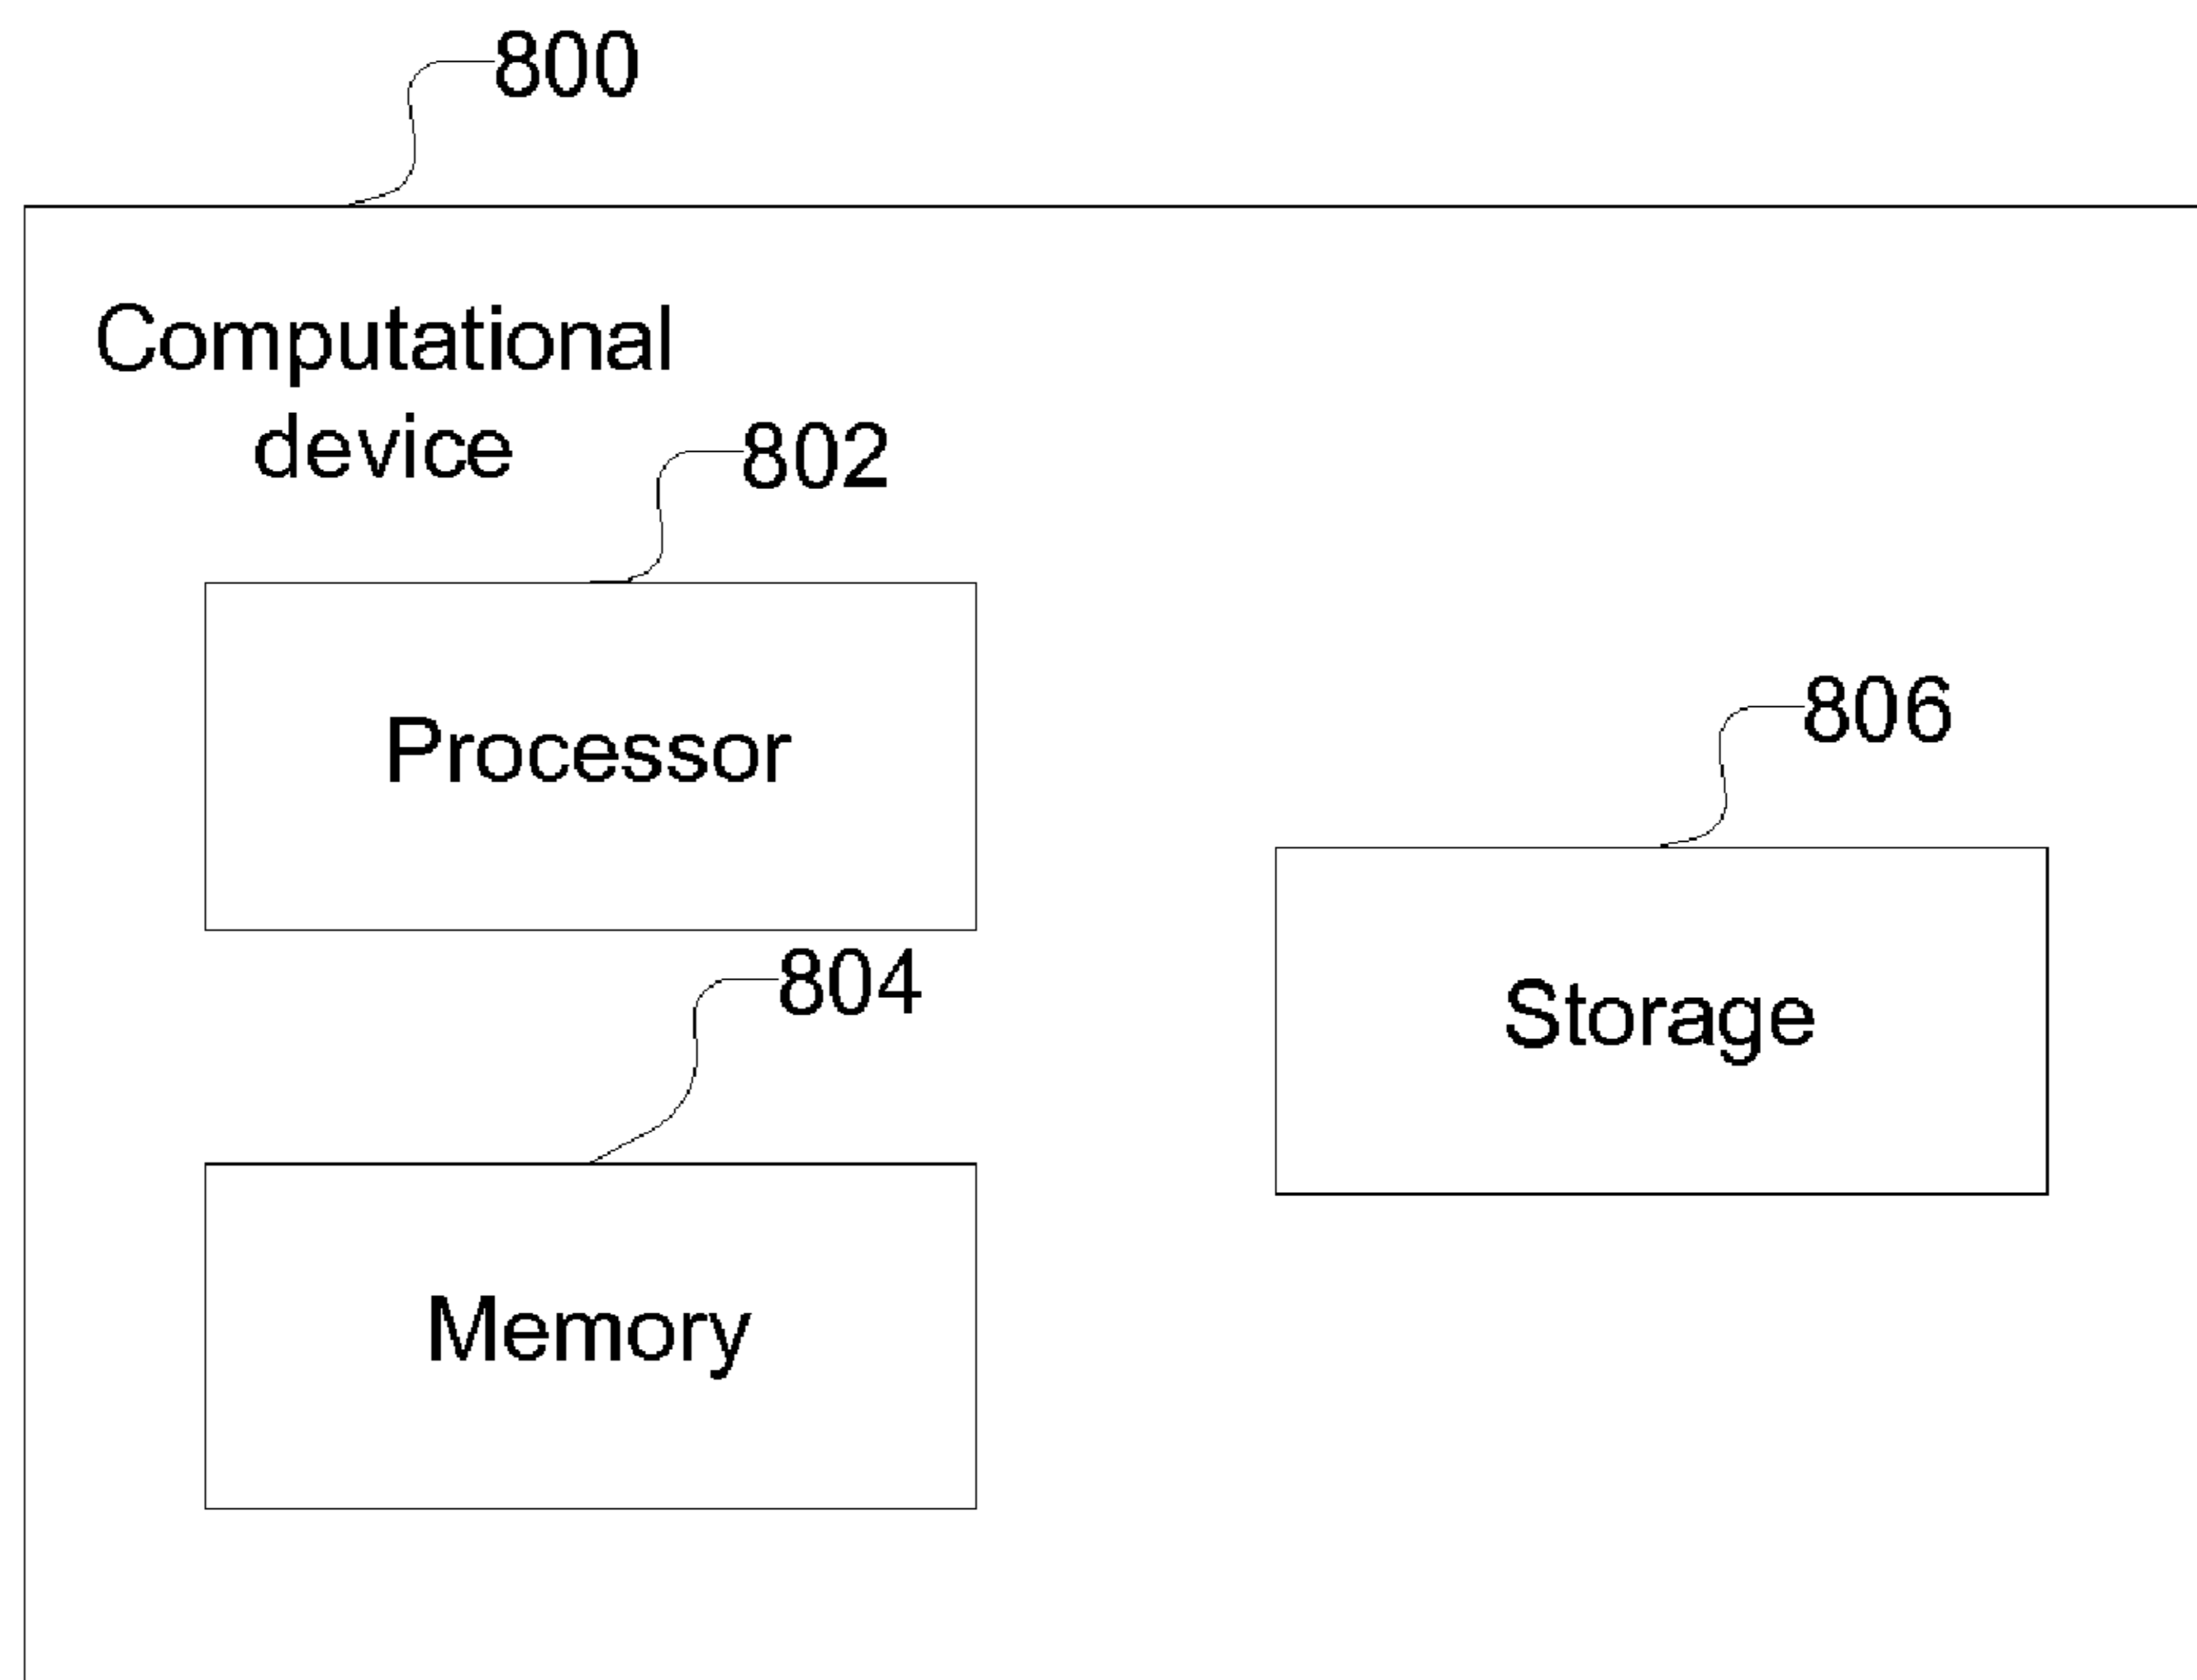 800
Computational
device
802
Processor
806
804
Storage
Memory